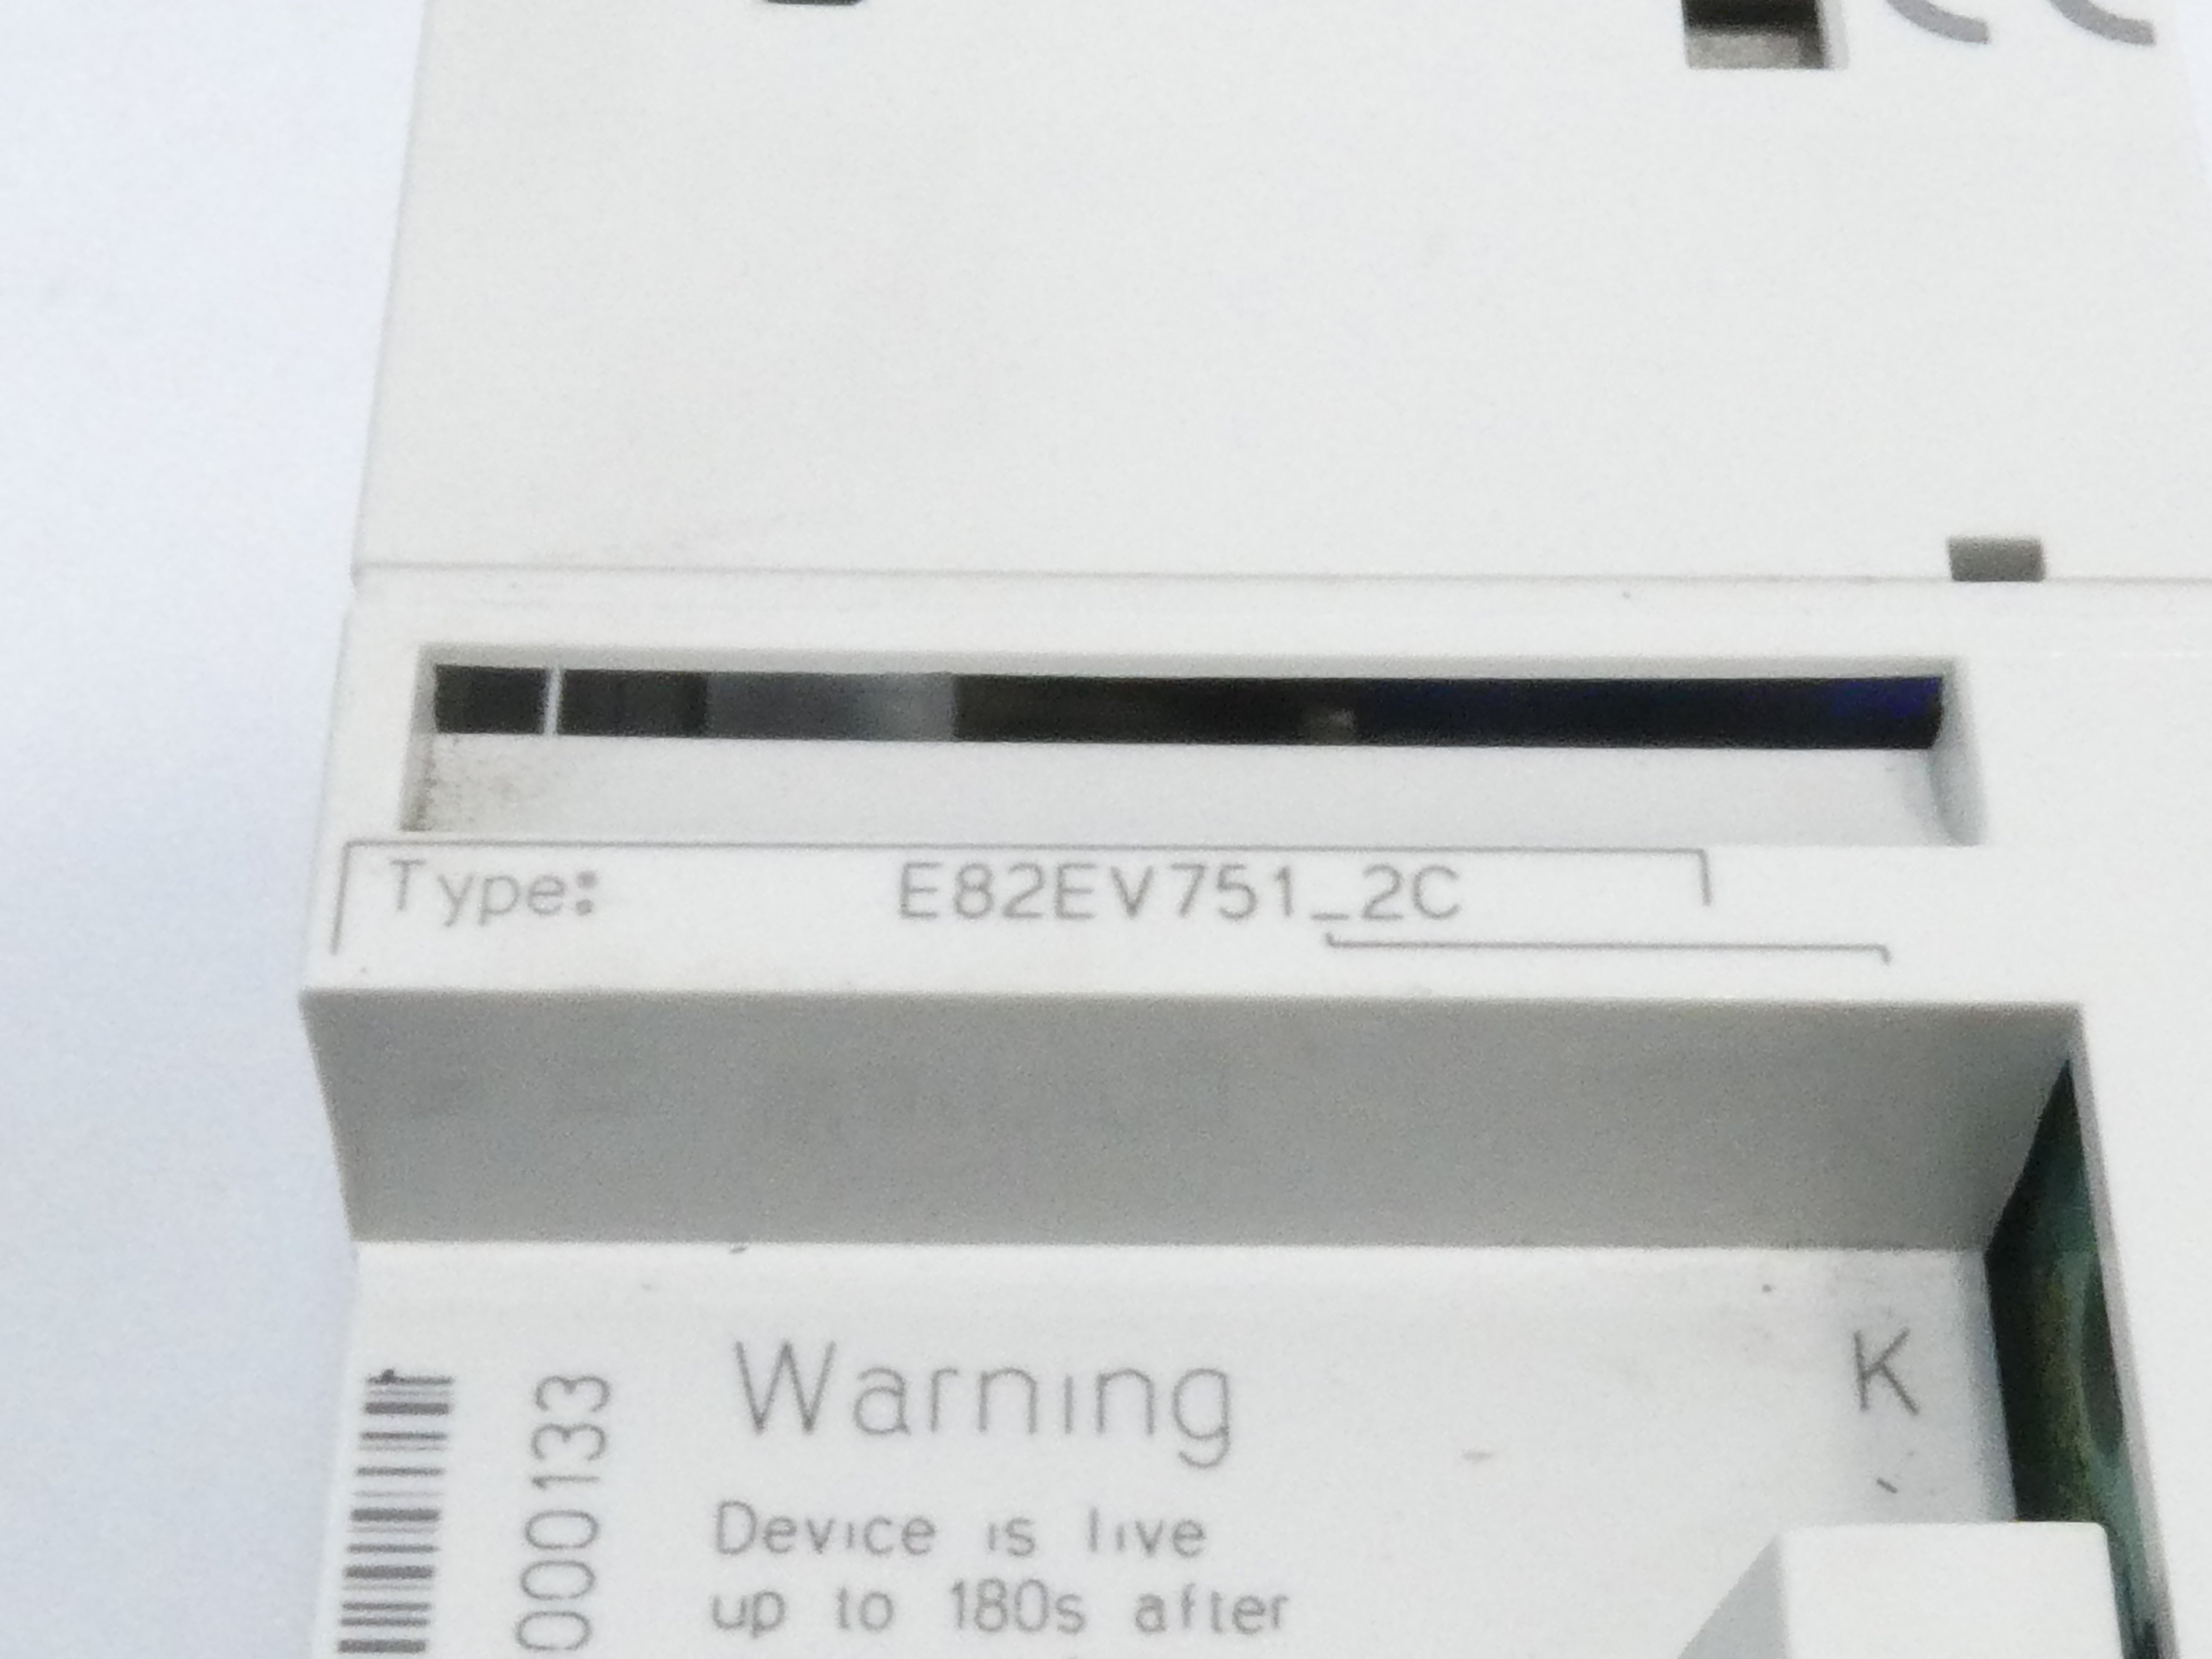 Type: E82EV751_2C
Warning
K
Device is live
up to 180s after
000133